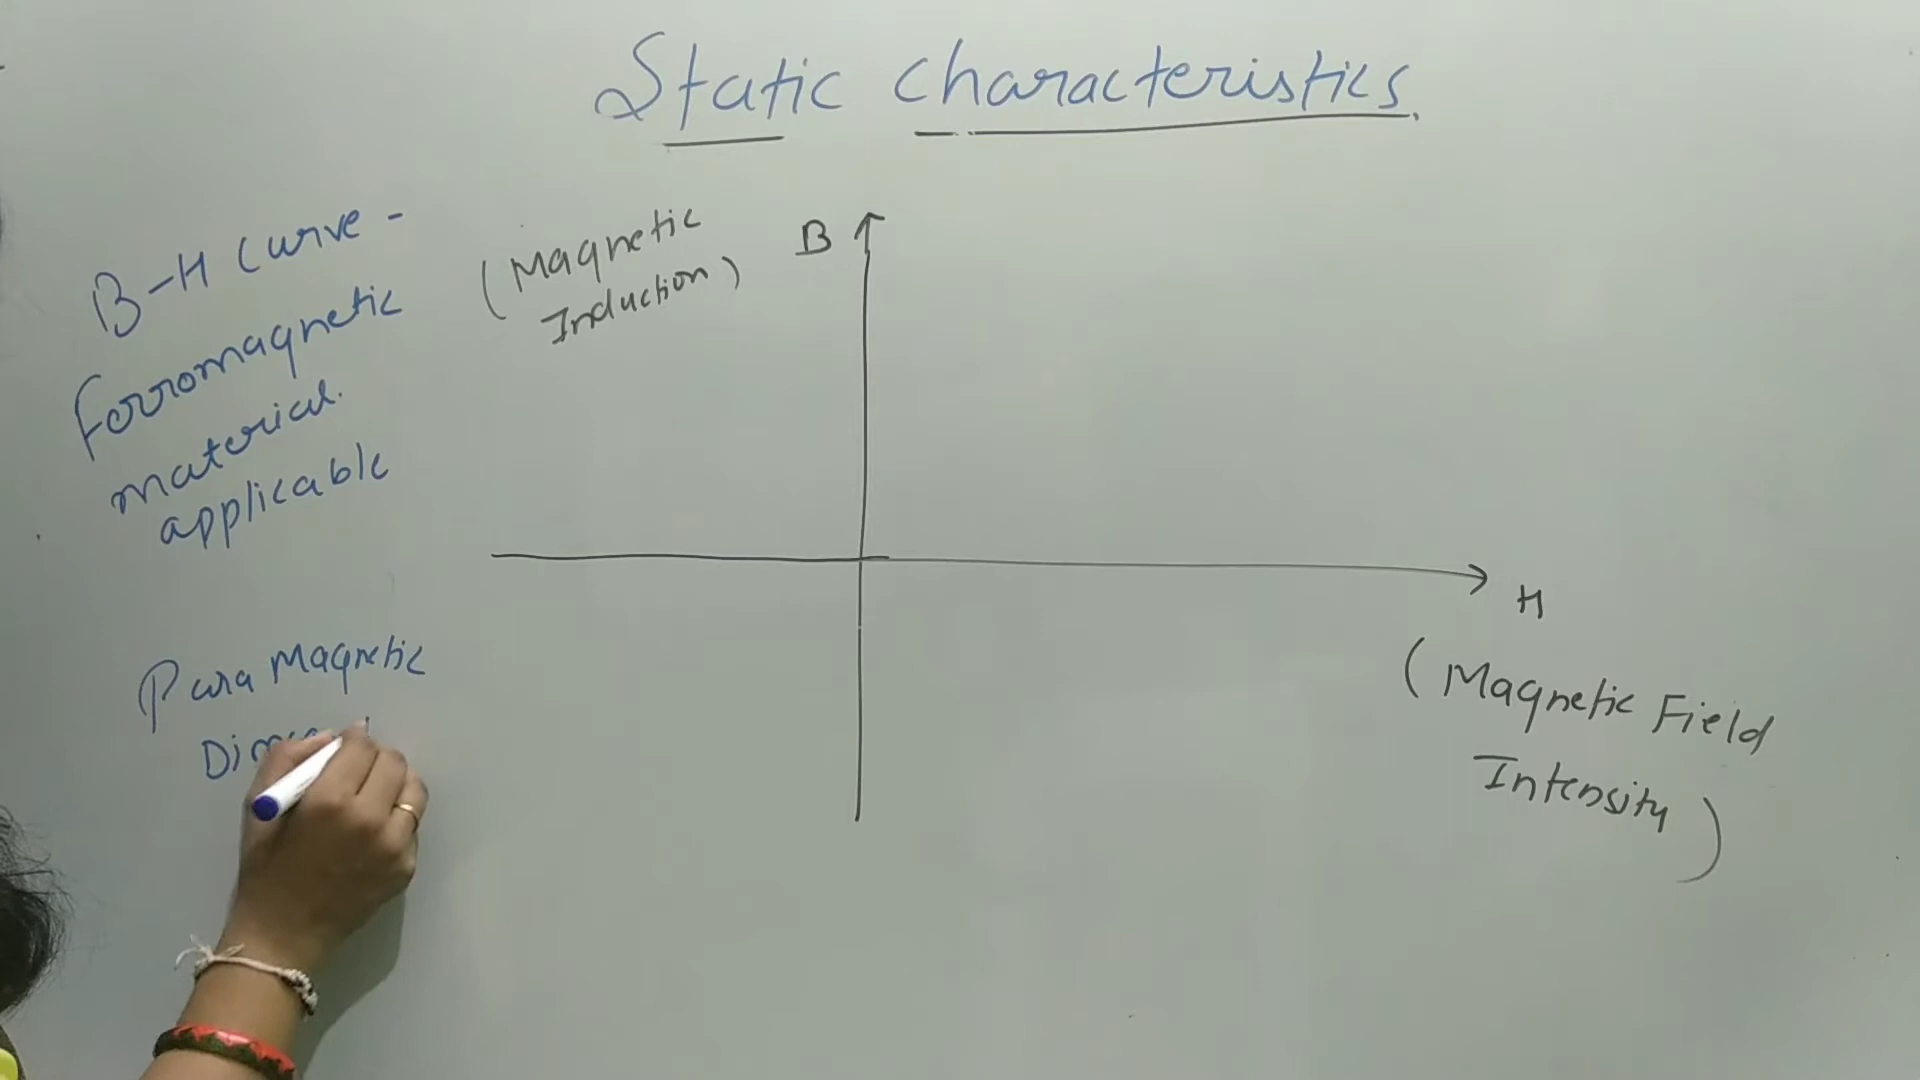 Static characteristics.
B-H Curve -
ferromagnetic
material.
applicable
(Magnetic
Induction)
B
H
(Magnetic Field
Intensity)
Para Magnetic